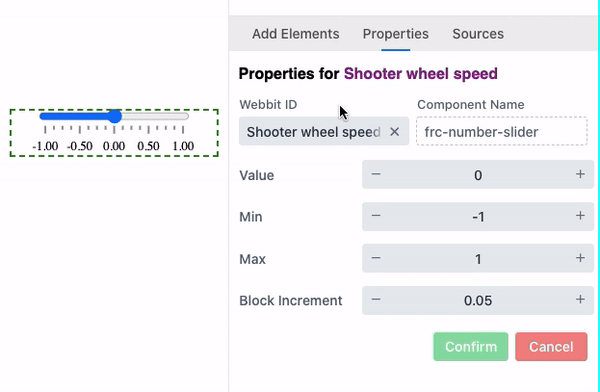 Add Elements Properties Sources
Properties for Shooter wheel speed
Webbit ID Component Name
Shooter wheel speed × frc-number-slider
-1.00 -0.50 0.00 0.50 1.00
Value − 0 +
Min − -1 +
Max − 1 +
Block Increment − 0.05 +
Confirm Cancel